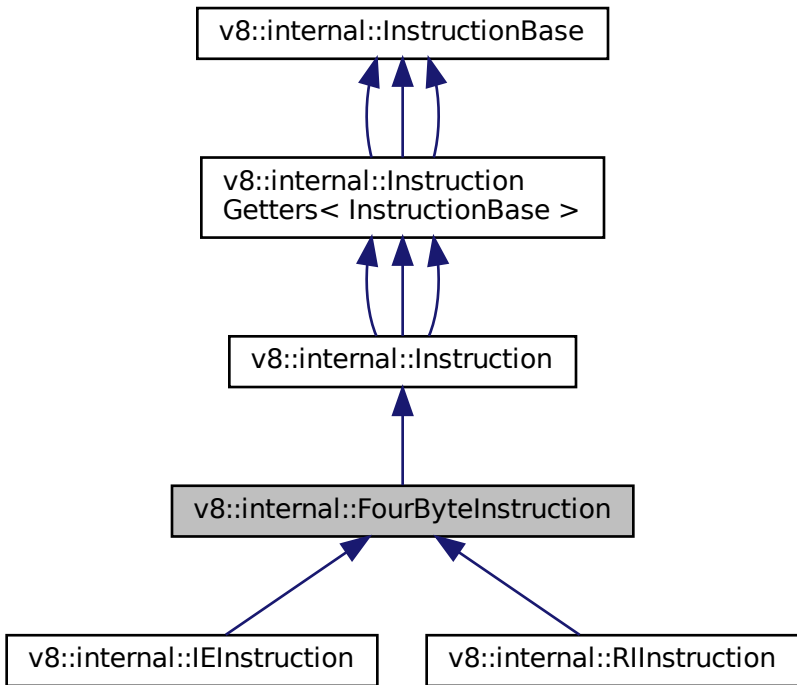 v8::internal::InstructionBase
v8::internal::Instruction
Getters< InstructionBase >
v8::internal::Instruction
v8::internal::FourByteInstruction
v8::internal::IEInstruction
v8::internal::RIInstruction